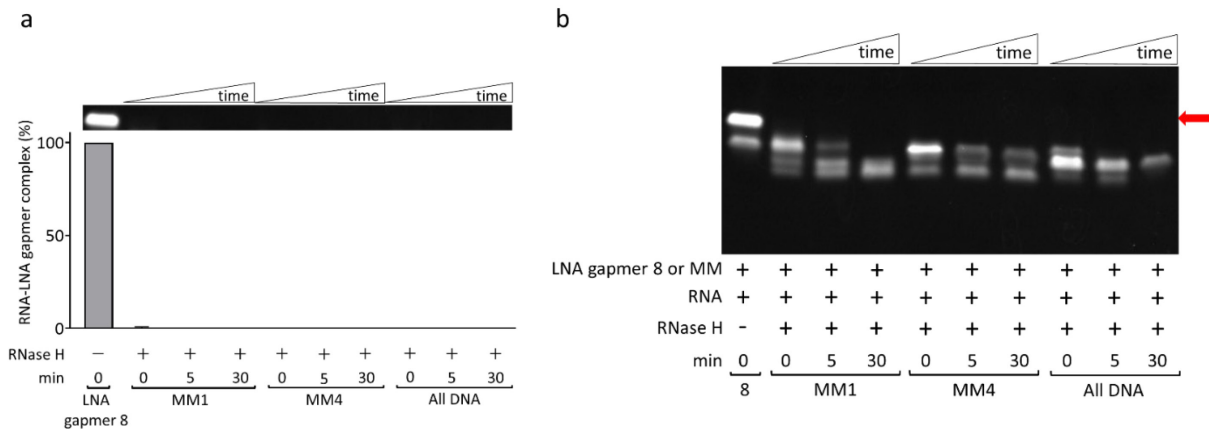 a
time time time
100
50
0
RNA-LNA gapmer complex (%)
RNase H − + + + + + + + + +
min 0 0 5 30 0 5 30 0 5 30
LNA gapmer 8 MM1 MM4 All DNA
b
time time time
LNA gapmer 8 or MM + + + + + + + + + +
RNA + + + + + + + + + +
RNase H - + + + + + + + + +
min 0 0 5 30 0 5 30 0 5 30
8 MM1 MM4 All DNA